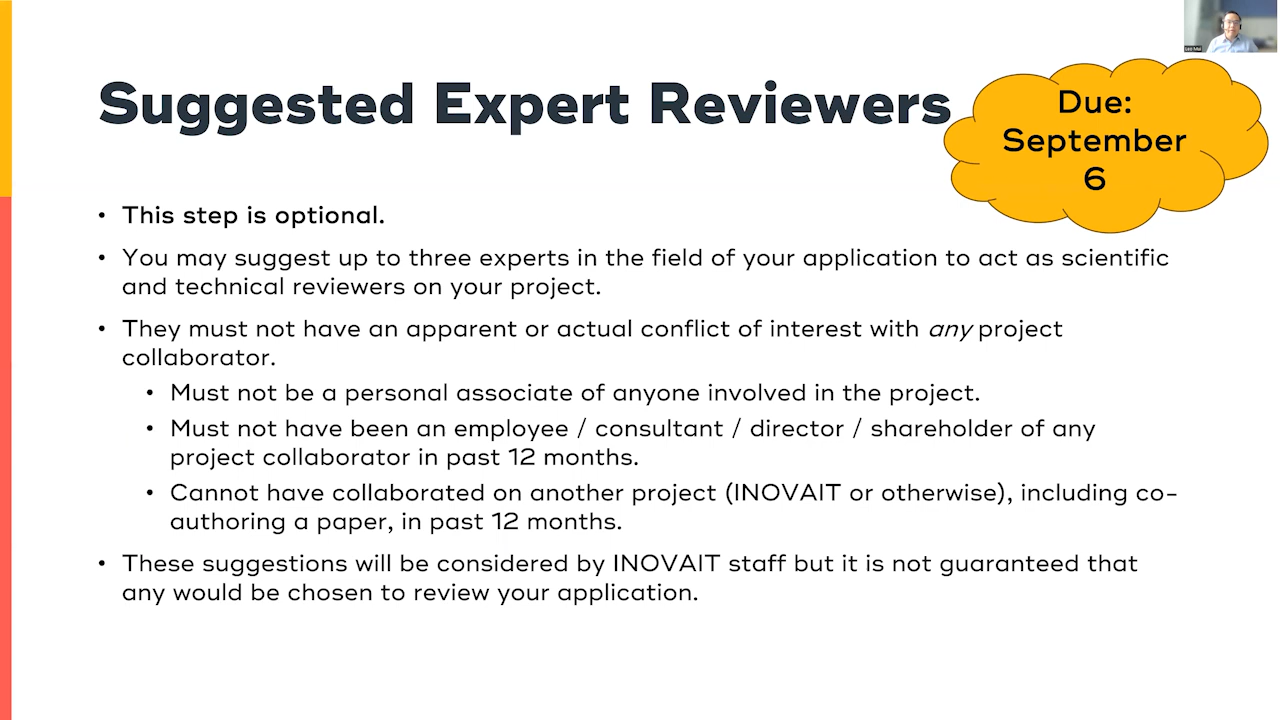 Suggested Expert Reviewers
Due:
September
6
• This step is optional.
• You may suggest up to three experts in the field of your application to act as scientific
and technical reviewers on your project.
• They must not have an apparent or actual conflict of interest with any project
collaborator.
• Must not be a personal associate of anyone involved in the project.
• Must not have been an employee / consultant / director / shareholder of any
project collaborator in past 12 months.
• Cannot have collaborated on another project (INOVAIT or otherwise), including co-
authoring a paper, in past 12 months.
• These suggestions will be considered by INOVAIT staff but it is not guaranteed that
any would be chosen to review your application.